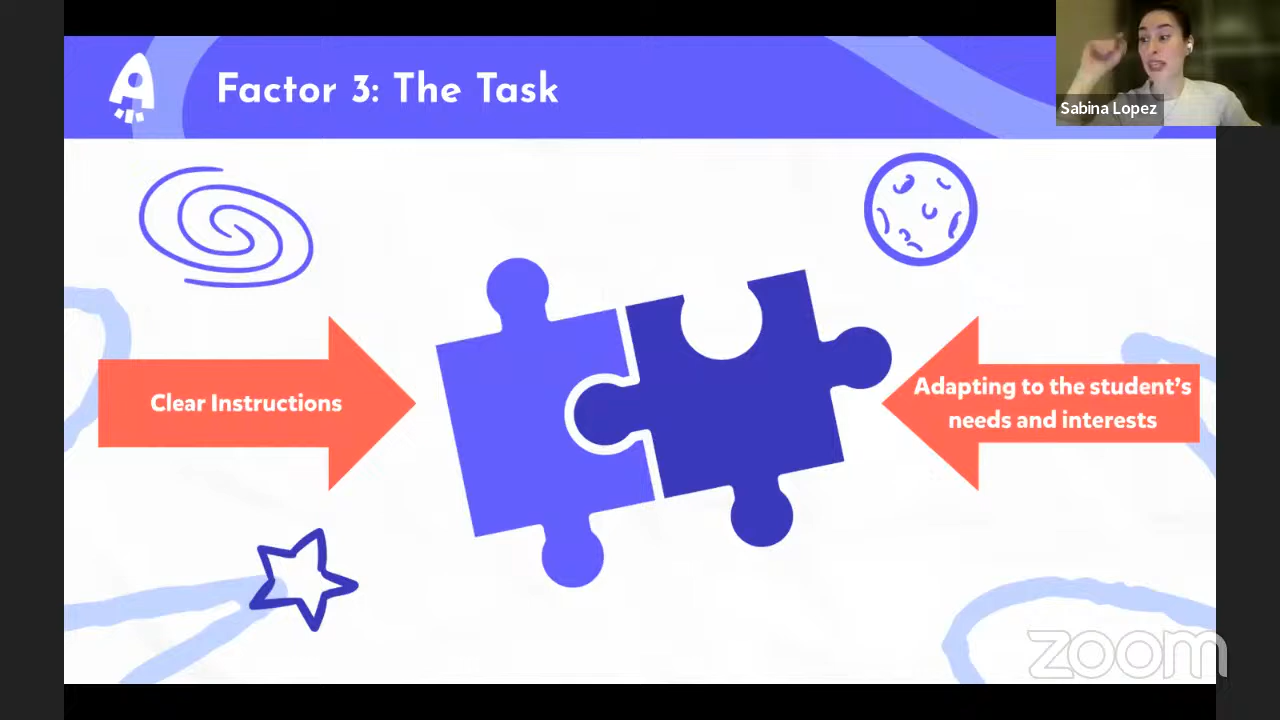 Factor 3: The Task
Sabina Lopez
Clear Instructions
Adapting to the student's
needs and interests
zoom